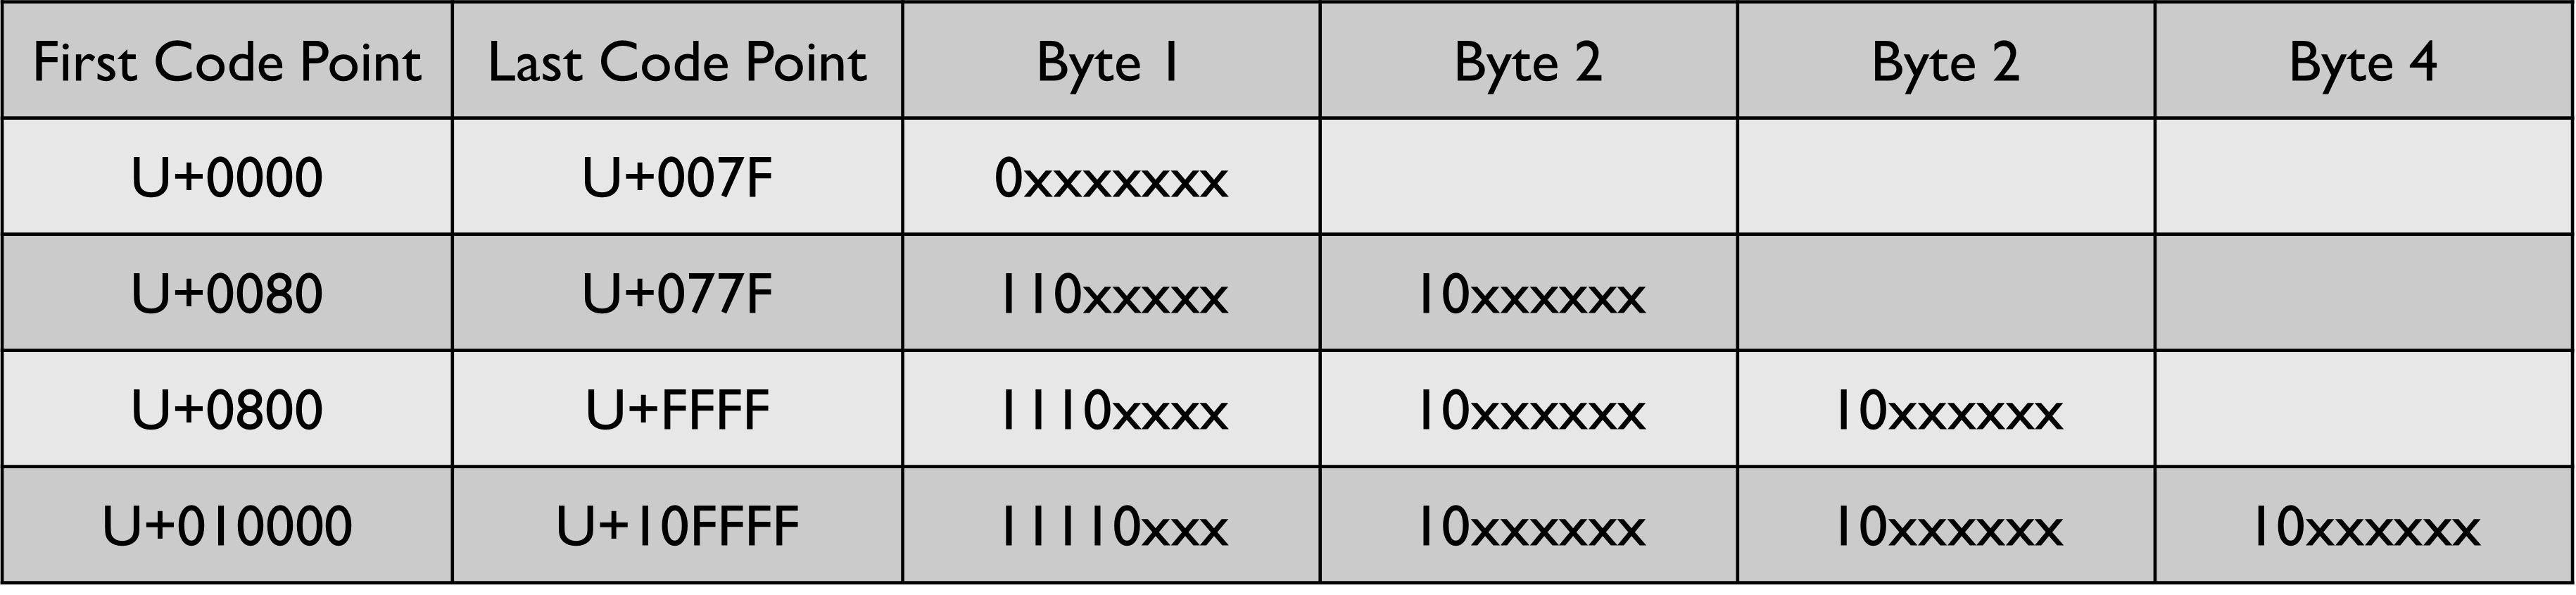 First Code Point Last Code Point Byte 1 Byte 2 Byte 2 Byte 4
U+0000 U+007F 0xxxxxxx
U+0080 U+077F 110xxxxx 10xxxxxx
U+0800 U+FFFF 1110xxxx 10xxxxxx 10xxxxxx
U+010000 U+10FFFF 11110xxx 10xxxxxx 10xxxxxx 10xxxxxx